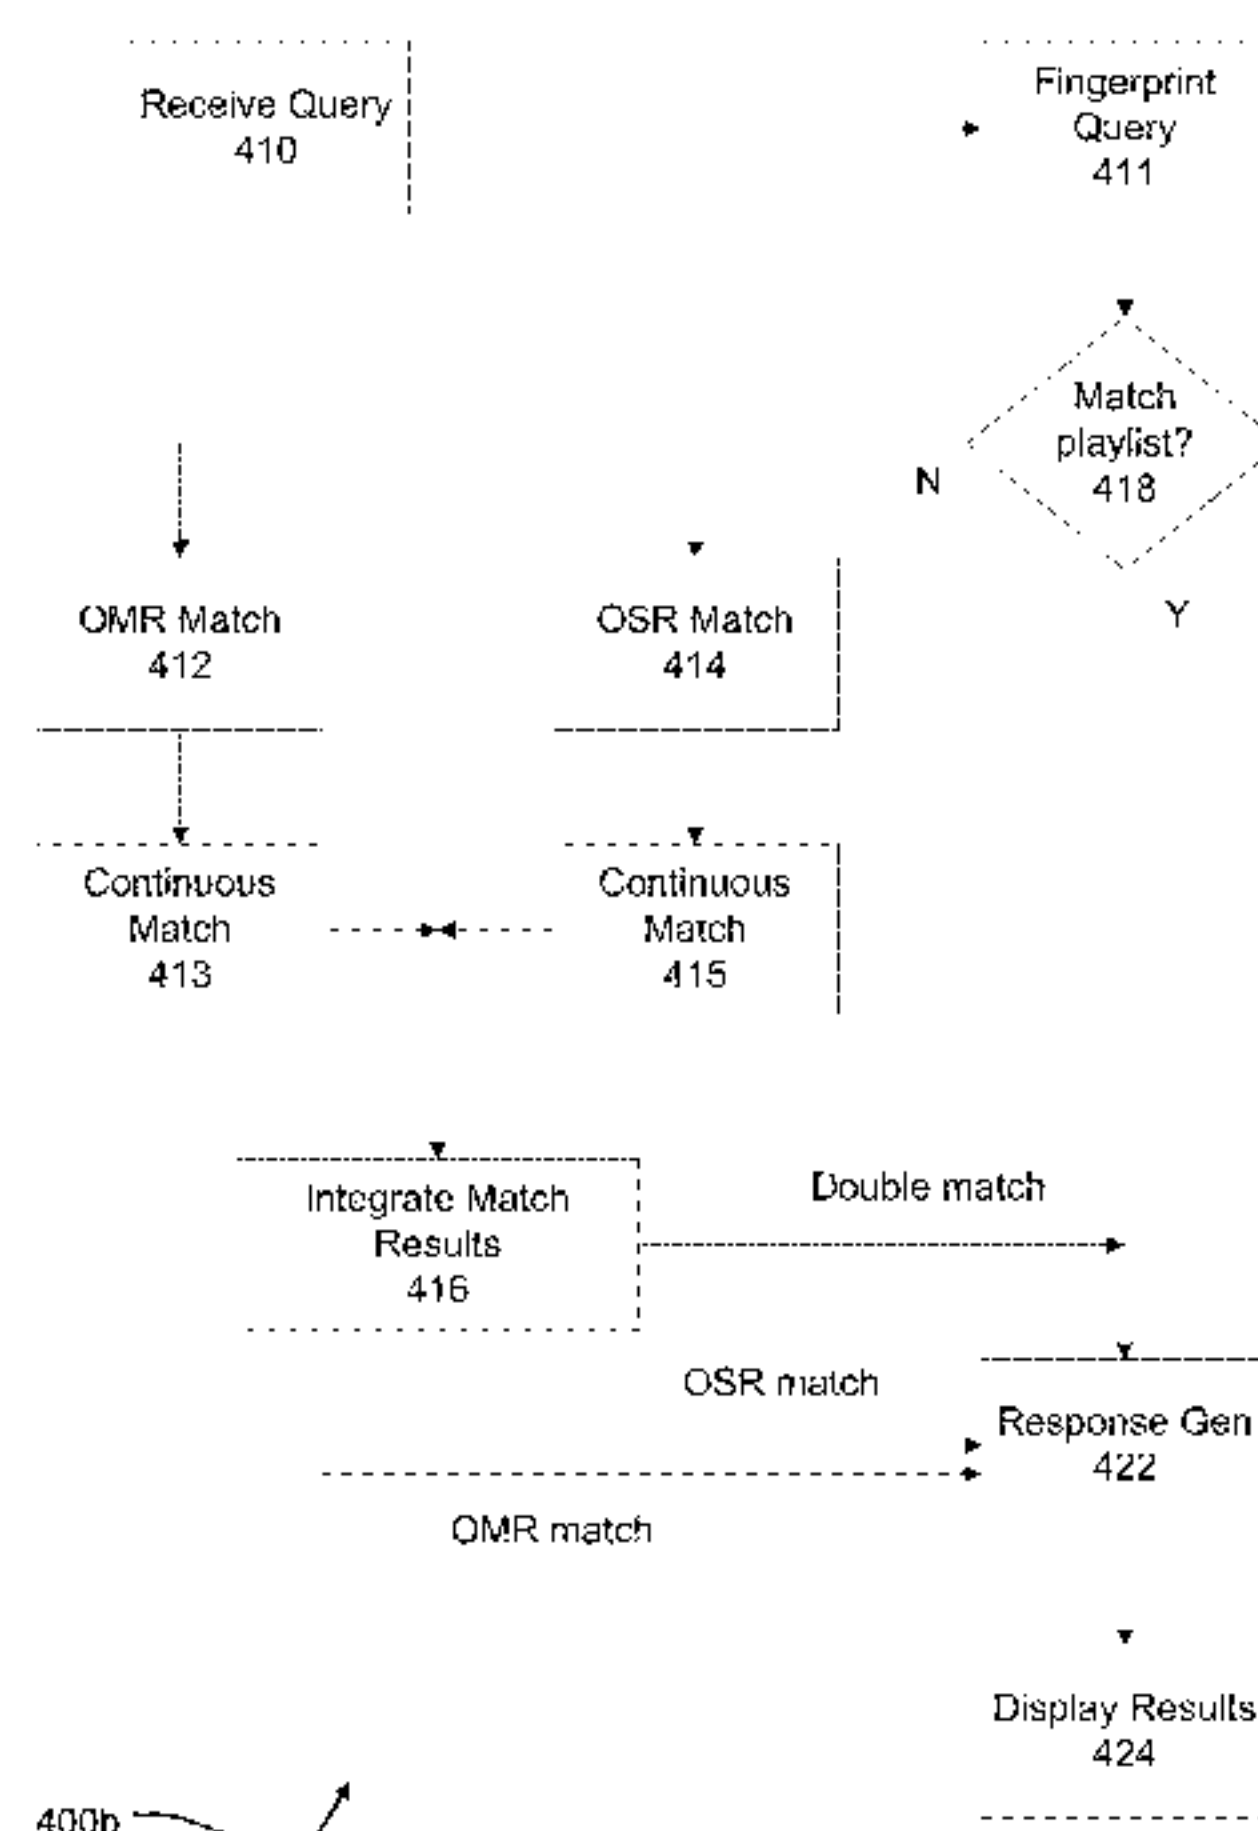 Receive Query
410
Fingerprint
Query
411
Match
playlist?
418
N
Y
OMR Match
412
OSR Match
414
Continuous
Match
413
Continuous
Match
415
Integrate Match
Results
416
Double match
OSR match
Response Gen
422
OMR match
Display Results
424
400b